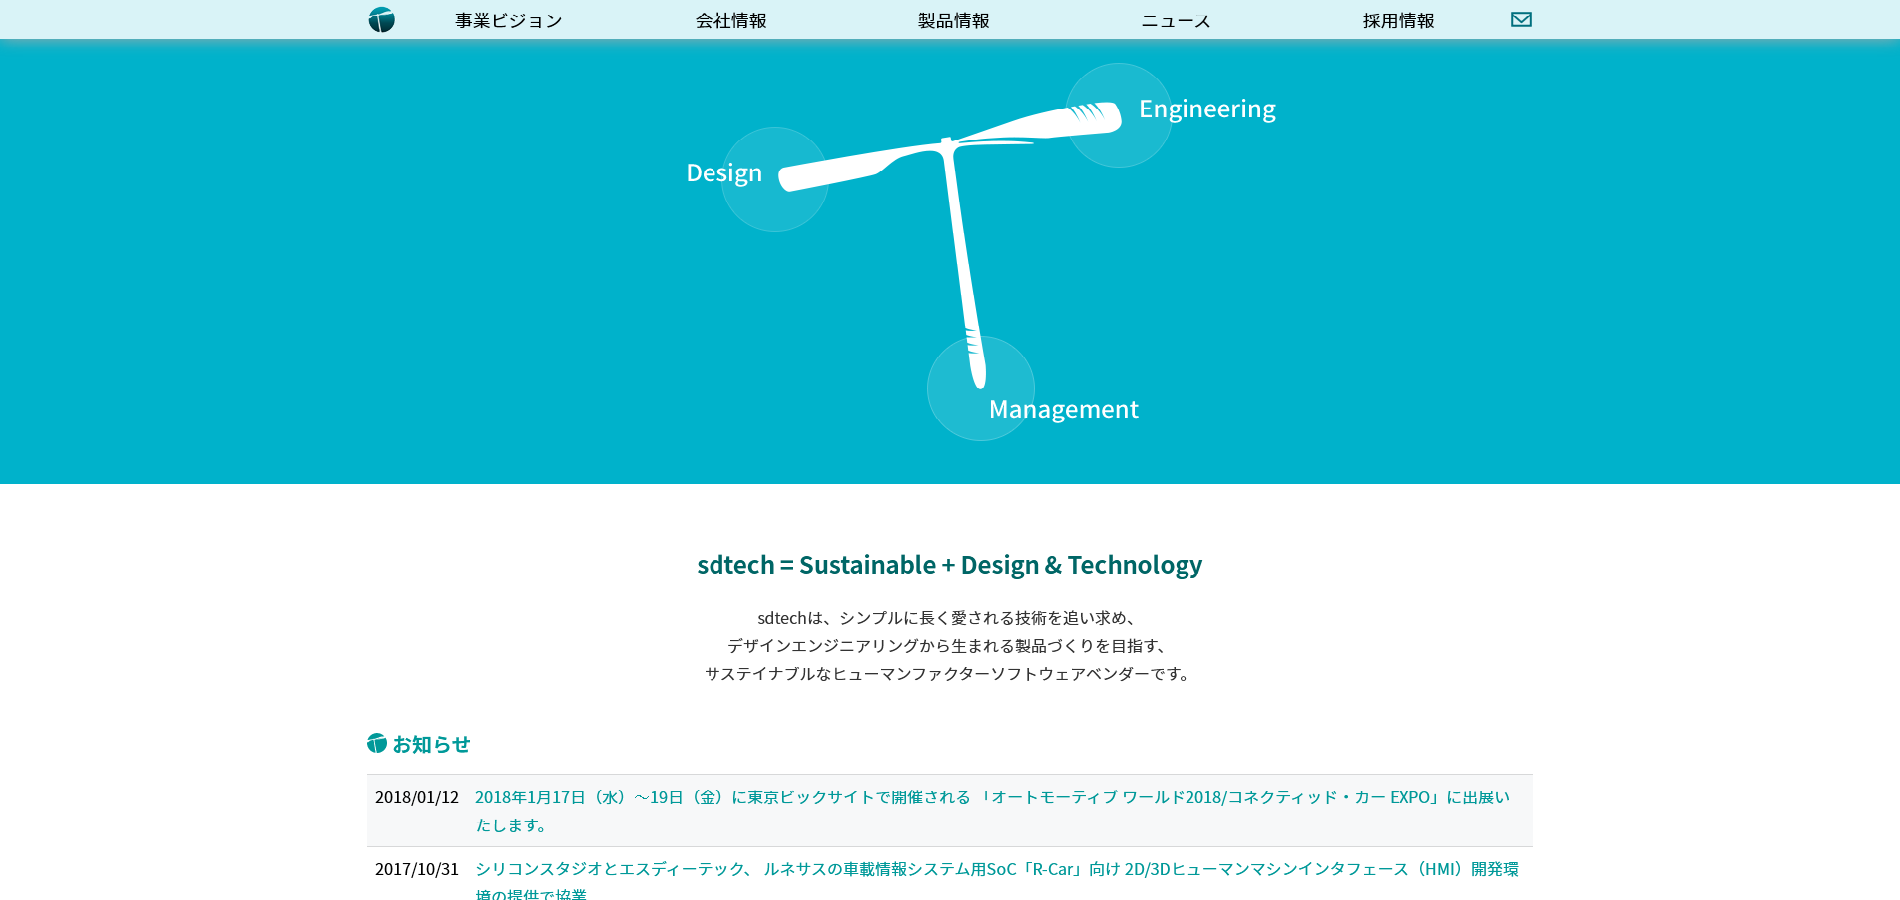 事業ビジョン
会社情報
製品情報
ニュース
採用情報
Engineering
Design
Management
sdtech = Sustainable + Design & Technology
sdtechは、シンプルに長く愛される技術を追い求め、
デザインエンジニアリングから生まれる製品づくりを目指す、
サステイナブルなヒューマンファクターソフトウェアベンダーです。
お知らせ
2018/01/12 2018年1月17日（水）～19日（金）に東京ビックサイトで開催される 「オートモーティブ ワールド2018/コネクティッド・カー EXPO」に出展い
たします。
2017/10/31 シリコンスタジオとエスディーテック、 ルネサスの車載情報システム用SoC「R-Car」向け 2D/3Dヒューマンマシンインタフェース（HMI）開発環
境の提供で協業